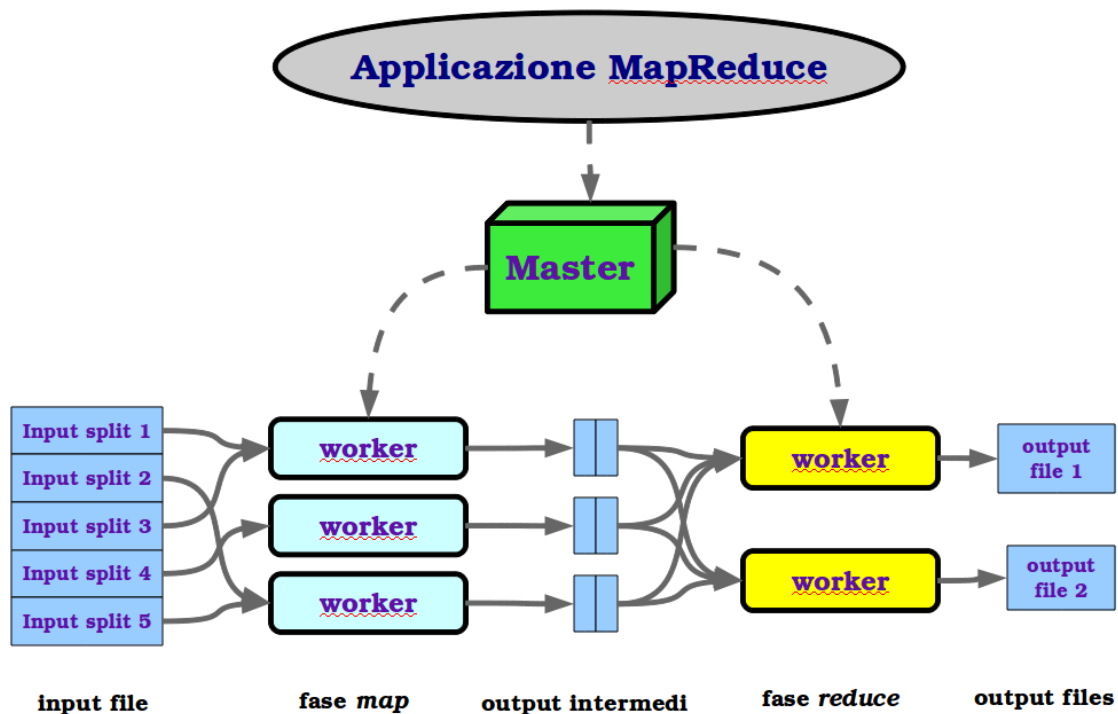 Applicazione MapReduce
Master
Input split 1
Input split 2
Input split 3
Input split 4
Input split 5
worker
worker
worker
worker
worker
output
file 1
output
file 2
input file
fase map
output intermedi
fase reduce
output files